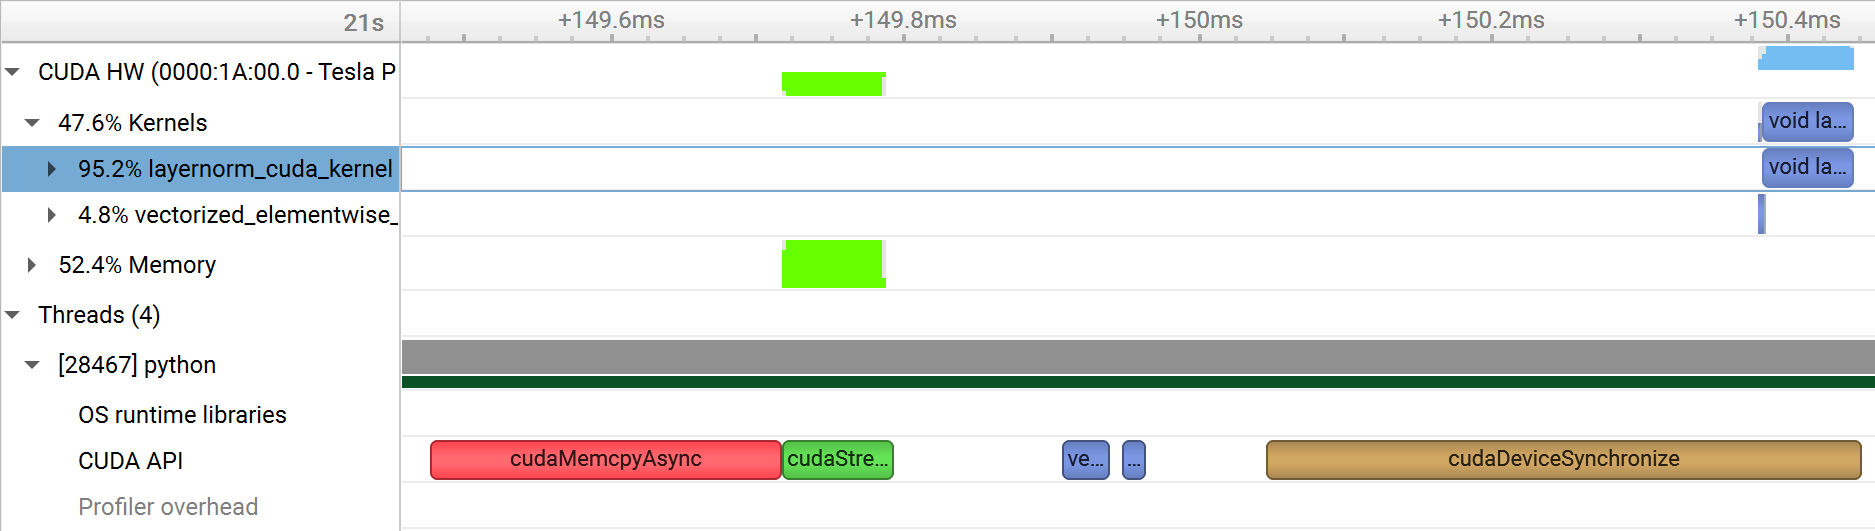 21s
+149.6ms +149.8ms +150ms +150.2ms +150.4ms
CUDA HW (0000:1A:00.0 - Tesla P
47.6% Kernels void la...
95.2% layernorm_cuda_kernel void la...
4.8% vectorized_elementwise_
52.4% Memory
Threads (4)
[28467] python
OS runtime libraries
CUDA API cudaMemcpyAsync cudaStre... ve... ... cudaDeviceSynchronize
Profiler overhead